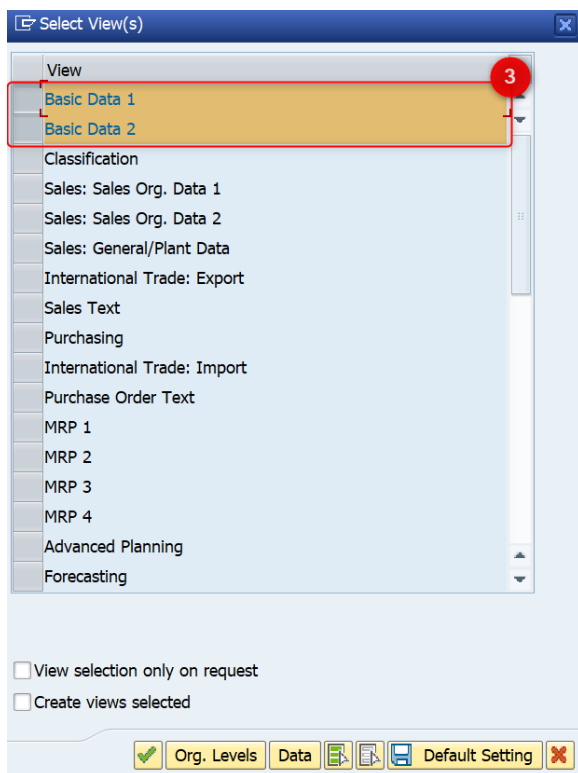 Select View(s)
View
3
Basic Data 1
Basic Data 2
Classification
Sales: Sales Org. Data 1
Sales: Sales Org. Data 2
Sales: General/Plant Data
International Trade: Export
Sales Text
Purchasing
International Trade: Import
Purchase Order Text
MRP 1
MRP 2
MRP 3
MRP 4
Advanced Planning
Forecasting
View selection only on request
Create views selected
Org. Levels Data Default Setting